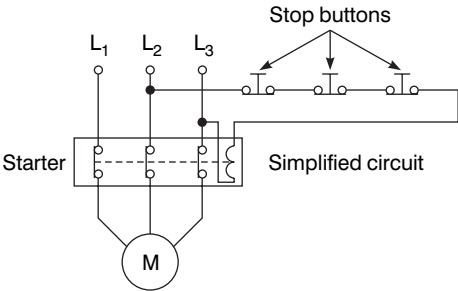 Stop buttons
L₁ L₂ L₃
Starter
Simplified circuit
M